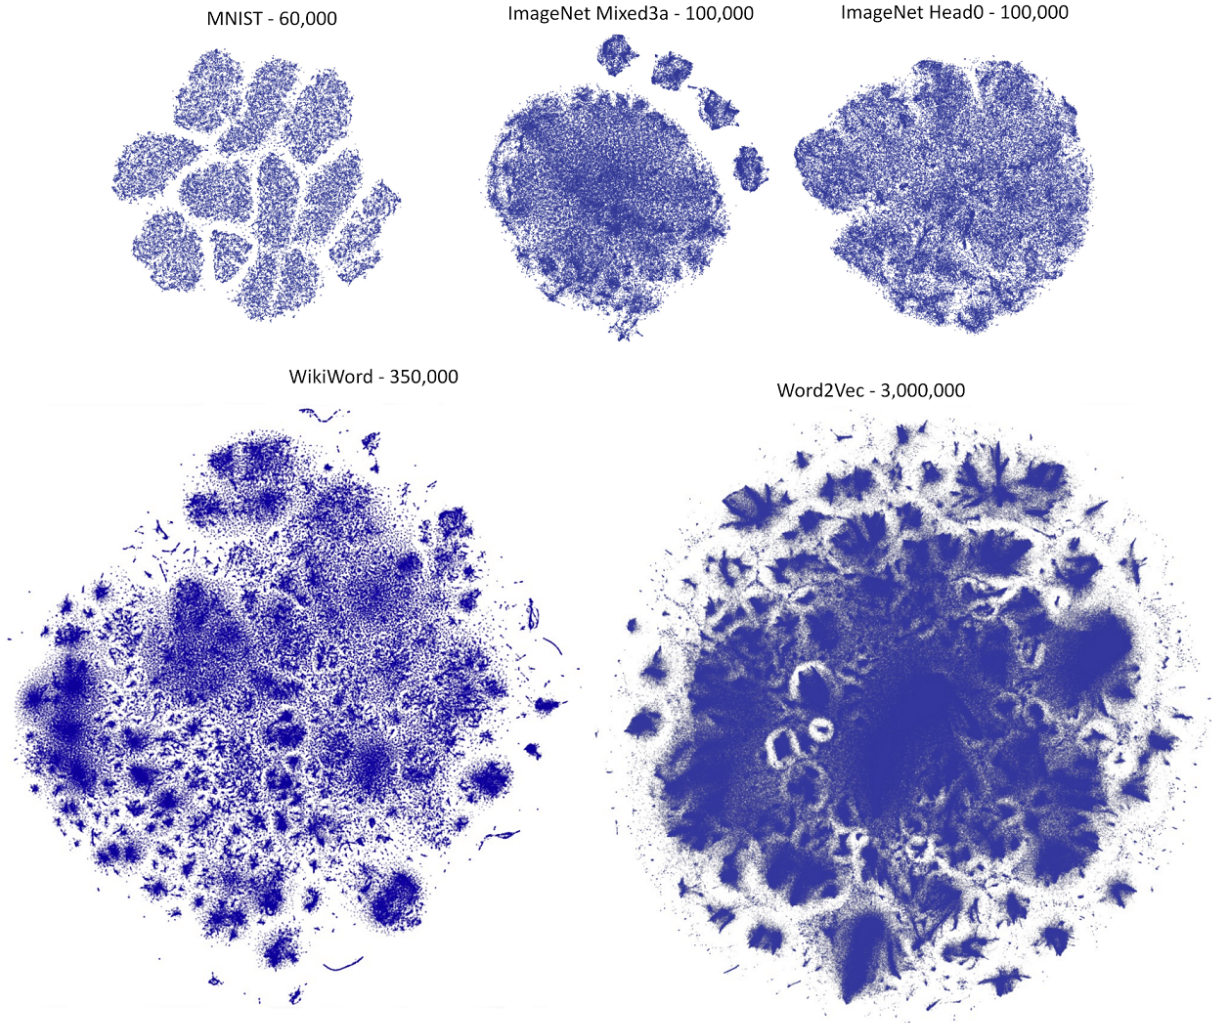 MNIST - 60,000
ImageNet Mixed3a - 100,000
ImageNet Head0 - 100,000
WikiWord - 350,000
Word2Vec - 3,000,000